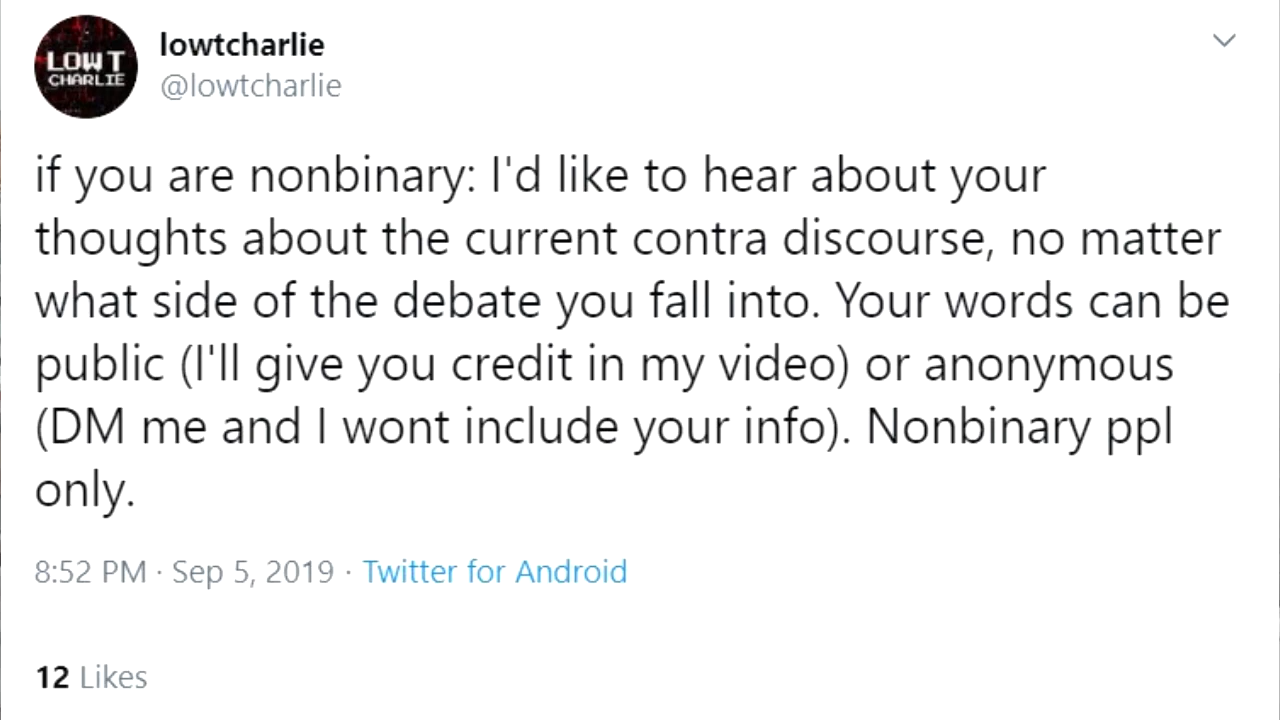 LOW T
CHARLIE
lowtcharlie
@lowtcharlie
if you are nonbinary: I'd like to hear about your
thoughts about the current contra discourse, no matter
what side of the debate you fall into. Your words can be
public (I'll give you credit in my video) or anonymous
(DM me and I wont include your info). Nonbinary ppl
only.
8:52 PM · Sep 5, 2019 · Twitter for Android
12 Likes